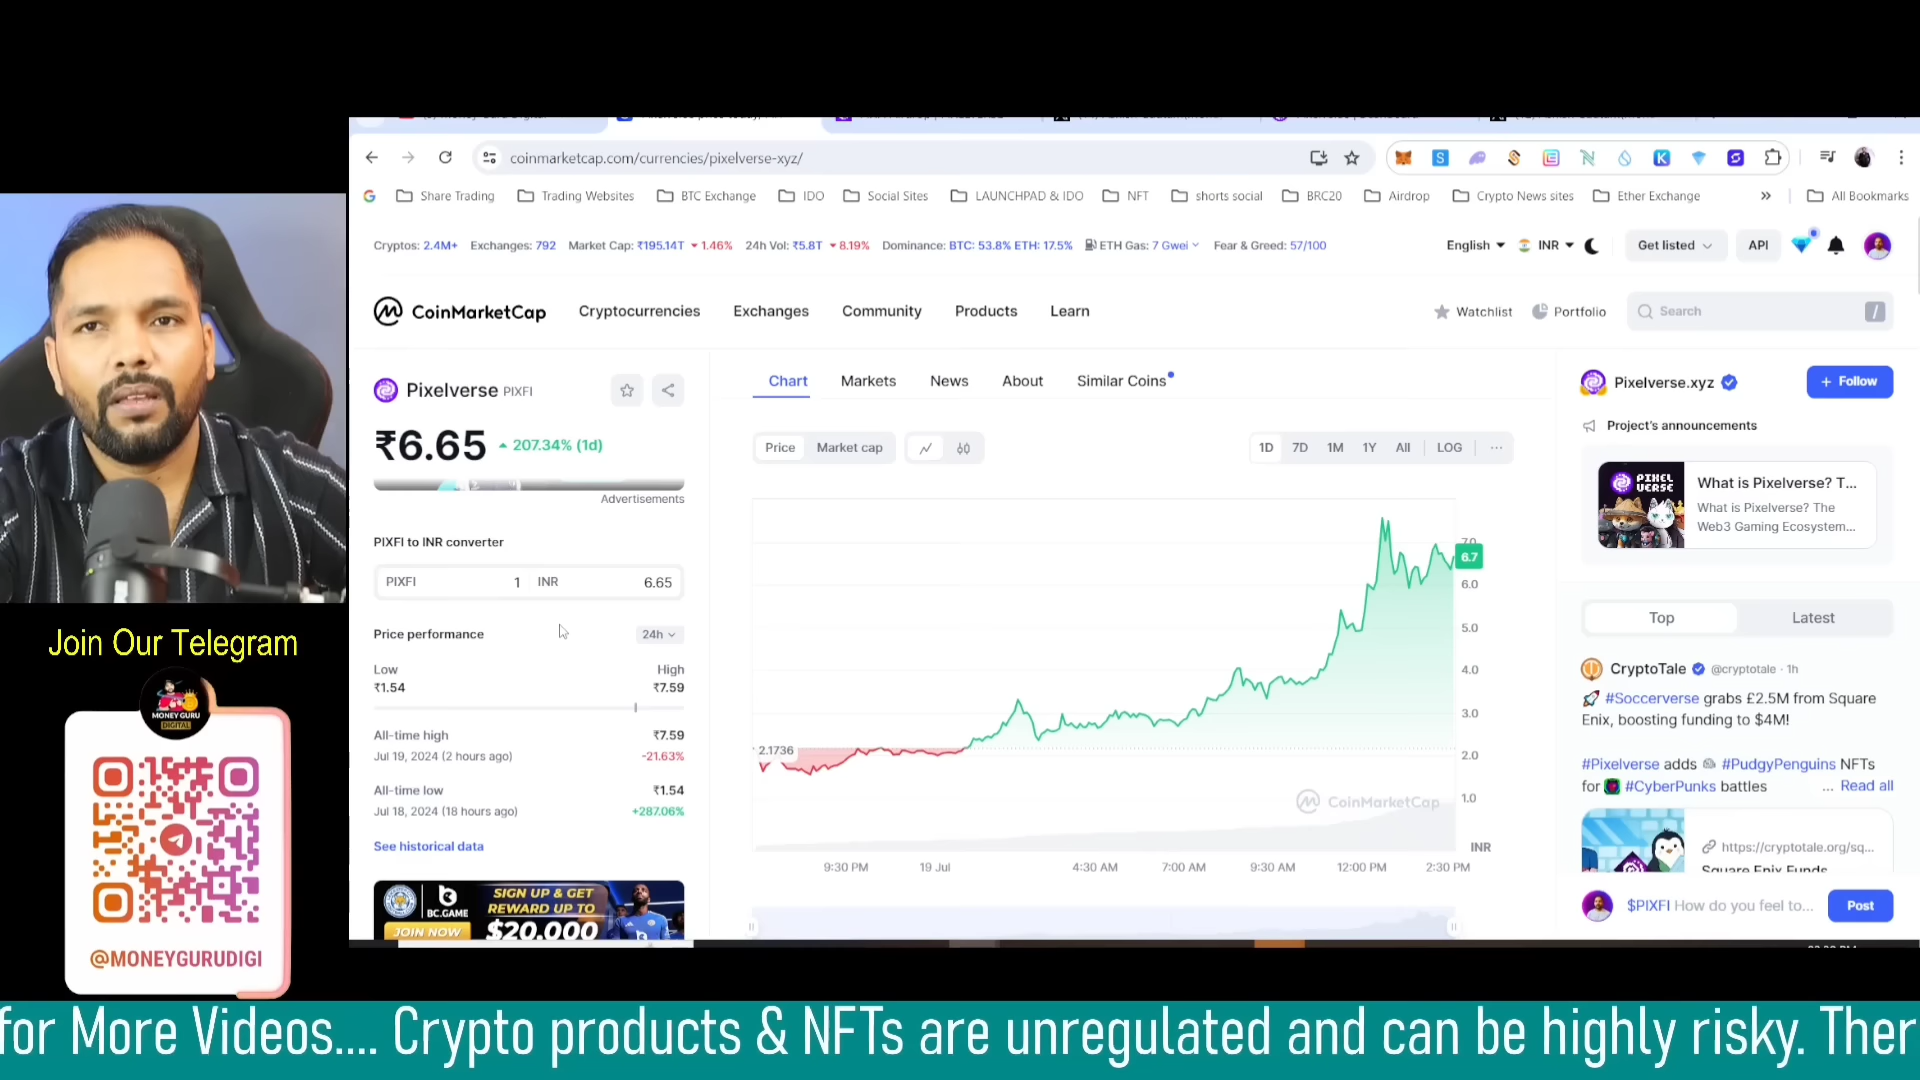 coinmarketcap.com/currencies/pixelverse-xyz/
Share Trading Trading Websites BTC Exchange IDO Social Sites LAUNCHPAD & IDO NFT shorts social BRC20 Airdrop Crypto News sites Ether Exchange » All Bookmarks
Cryptos: 2.4M+ Exchanges: 792 Market Cap: ₹195.14T 1.46% 24h Vol: ₹5.8T 8.19% Dominance: BTC: 53.8% ETH: 17.5% ETH Gas: 7 Gwei Fear & Greed: 57/100
English INR Get listed API
CoinMarketCap Cryptocurrencies Exchanges Community Products Learn Watchlist Portfolio Search /
Pixelverse PIXFI
₹6.65 207.34% (1d)
Advertisements
PIXFI to INR converter
PIXFI 1 INR 6.65
Price performance 24h
Low High
₹1.54 ₹7.59
All-time high ₹7.59
Jul 19, 2024 (2 hours ago) -21.63%
All-time low ₹1.54
Jul 18, 2024 (18 hours ago) +287.06%
See historical data
BC.GAME
SIGN UP & GET
REWARD UP TO
$20,000
JOIN NOW
Chart Markets News About Similar Coins
Price Market cap 1D 7D 1M 1Y All LOG ...
7.0
6.7
6.0
5.0
4.0
3.0
2.1736
2.0
1.0
CoinMarketCap
INR
9:30 PM 19 Jul 4:30 AM 7:00 AM 9:30 AM 12:00 PM 2:30 PM
Pixelverse.xyz + Follow
Project's announcements
PIXEL
VERSE
What is Pixelverse? T...
What is Pixelverse? The
Web3 Gaming Ecosystem...
Top Latest
CryptoTale @cryptotale · 1h
#Soccerverse grabs £2.5M from Square
Enix, boosting funding to $4M!
#Pixelverse adds #PudgyPenguins NFTs
for #CyberPunks battles ... Read all
https://cryptotale.org/sq...
Square Enix Funds
$PIXFI How do you feel to... Post
Join Our Telegram
MONEY GURU
DIGITAL
@MONEYGURUDIGI
for More Videos.... Crypto products & NFTs are unregulated and can be highly risky. Ther